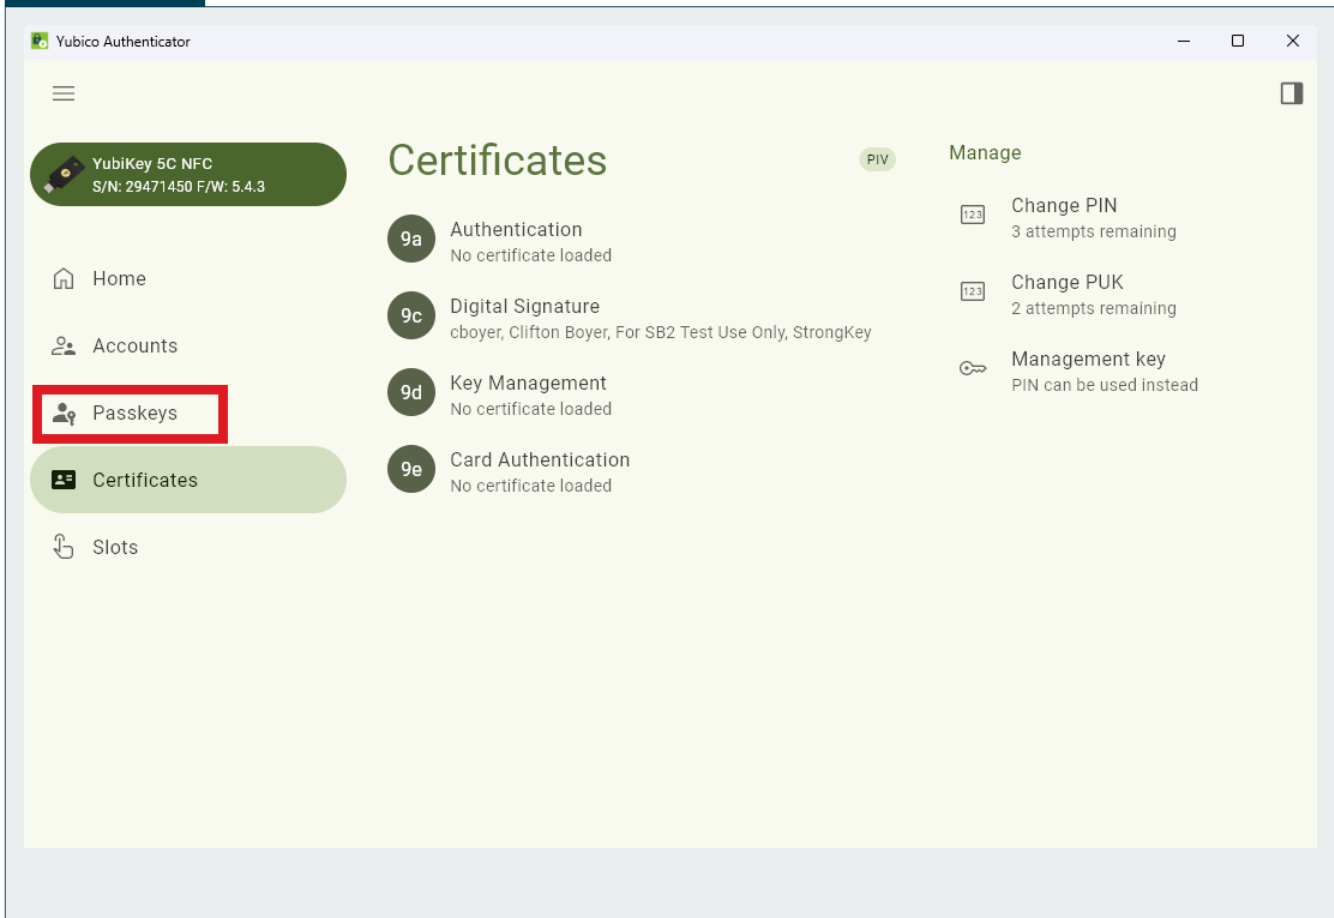 Yubico Authenticator
YubiKey 5C NFC
S/N: 29471450 F/W: 5.4.3
Home
Accounts
Passkeys
Certificates
Slots
Certificates
PIV
9a
Authentication
No certificate loaded
9c
Digital Signature
cboyer, Clifton Boyer, For SB2 Test Use Only, StrongKey
9d
Key Management
No certificate loaded
9e
Card Authentication
No certificate loaded
Manage
123
Change PIN
3 attempts remaining
123
Change PUK
2 attempts remaining
Management key
PIN can be used instead